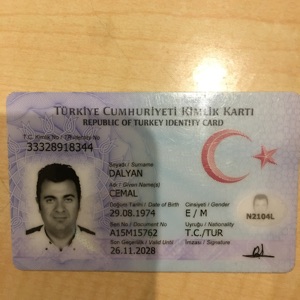 TÜRKİYE CUMHURİYETİ KİMLİK KARTI
REPUBLIC OF TURKEY IDENTITY CARD
T.C. Kimlik No / TR Identity No
33328918344
Soyadı / Surname
DALYAN
Adı / Given Name(s)
CEMAL
Doğum Tarihi / Date of Birth Cinsiyeti / Gender
29.08.1974 E / M
Seri No / Document No Uyruğu / Nationality
A15M15762 T.C./TUR
Son Geçerlilik / Valid Until İmzası / Signature
26.11.2028
N2104L